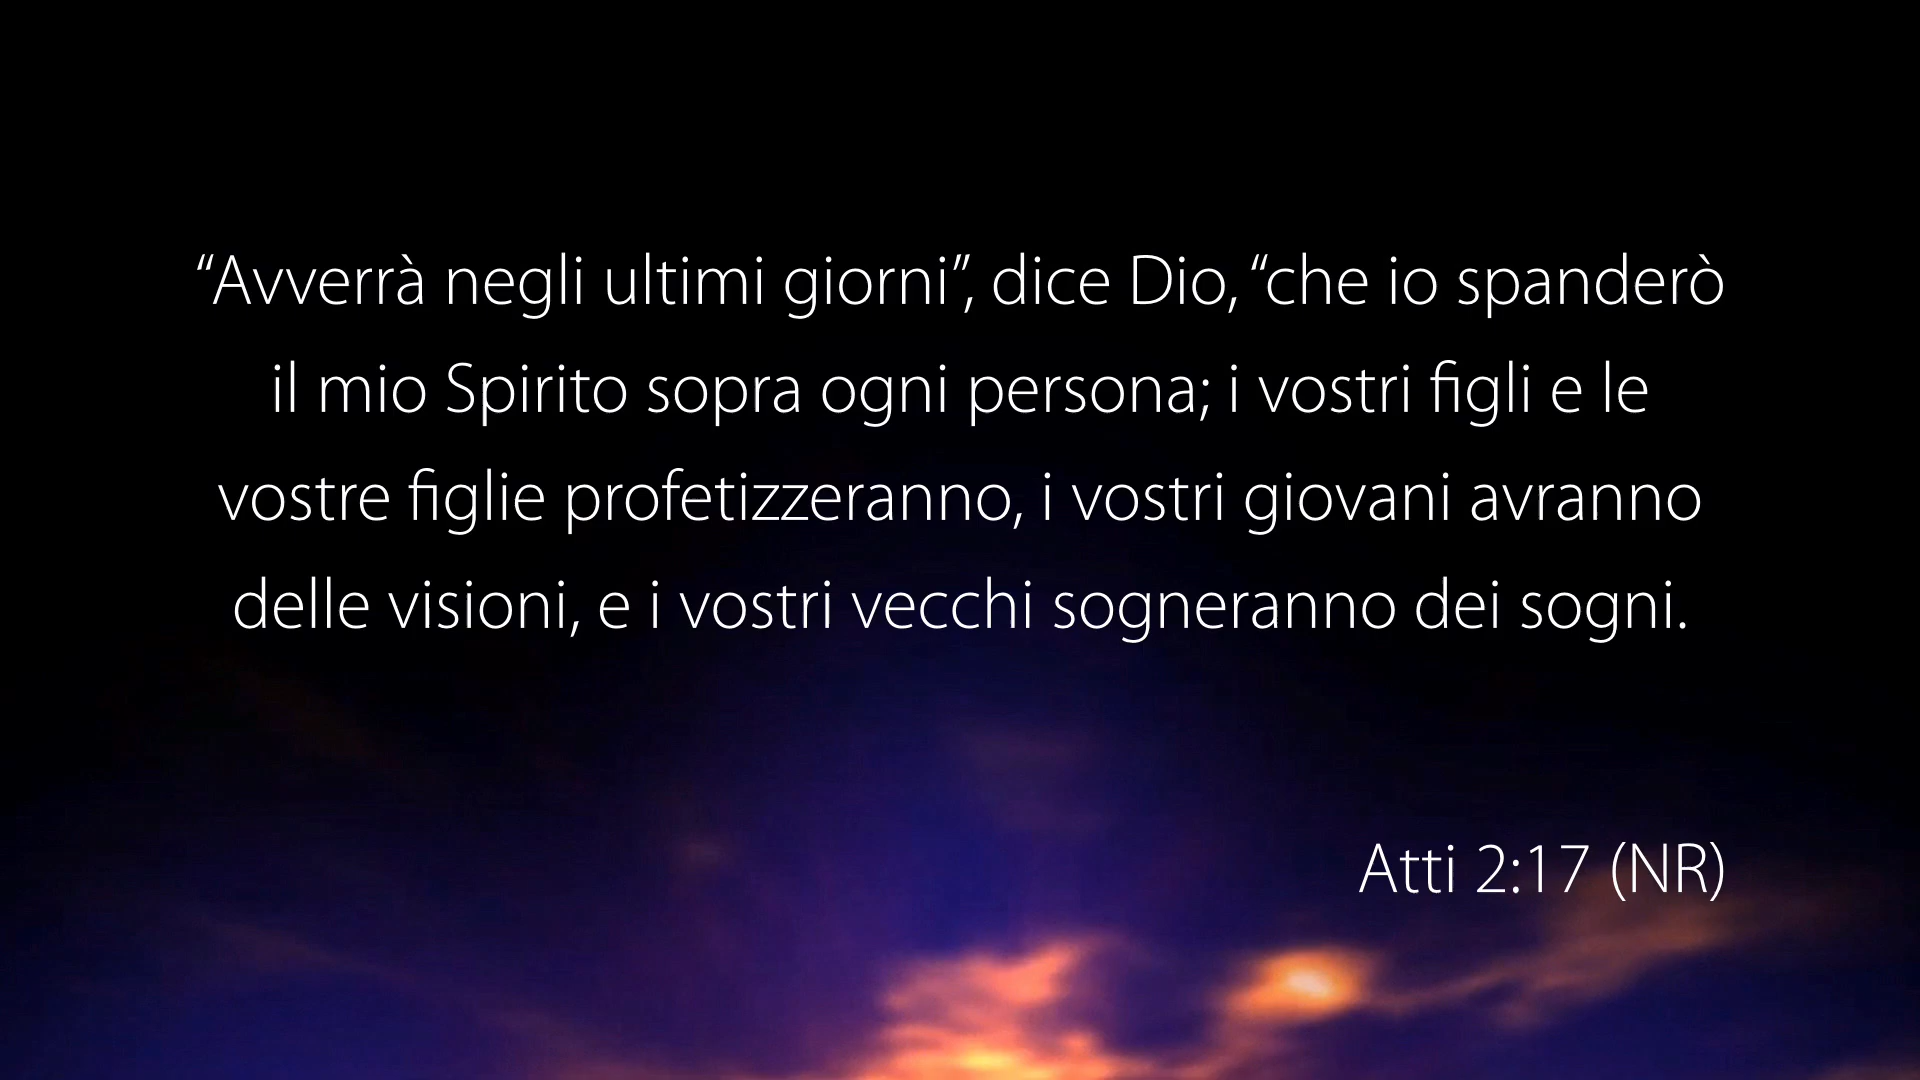 “Avverrà negli ultimi giorni”, dice Dio, “che io spanderò
il mio Spirito sopra ogni persona; i vostri figli e le
vostre figlie profetizzeranno, i vostri giovani avranno
delle visioni, e i vostri vecchi sogneranno dei sogni.
Atti 2:17 (NR)